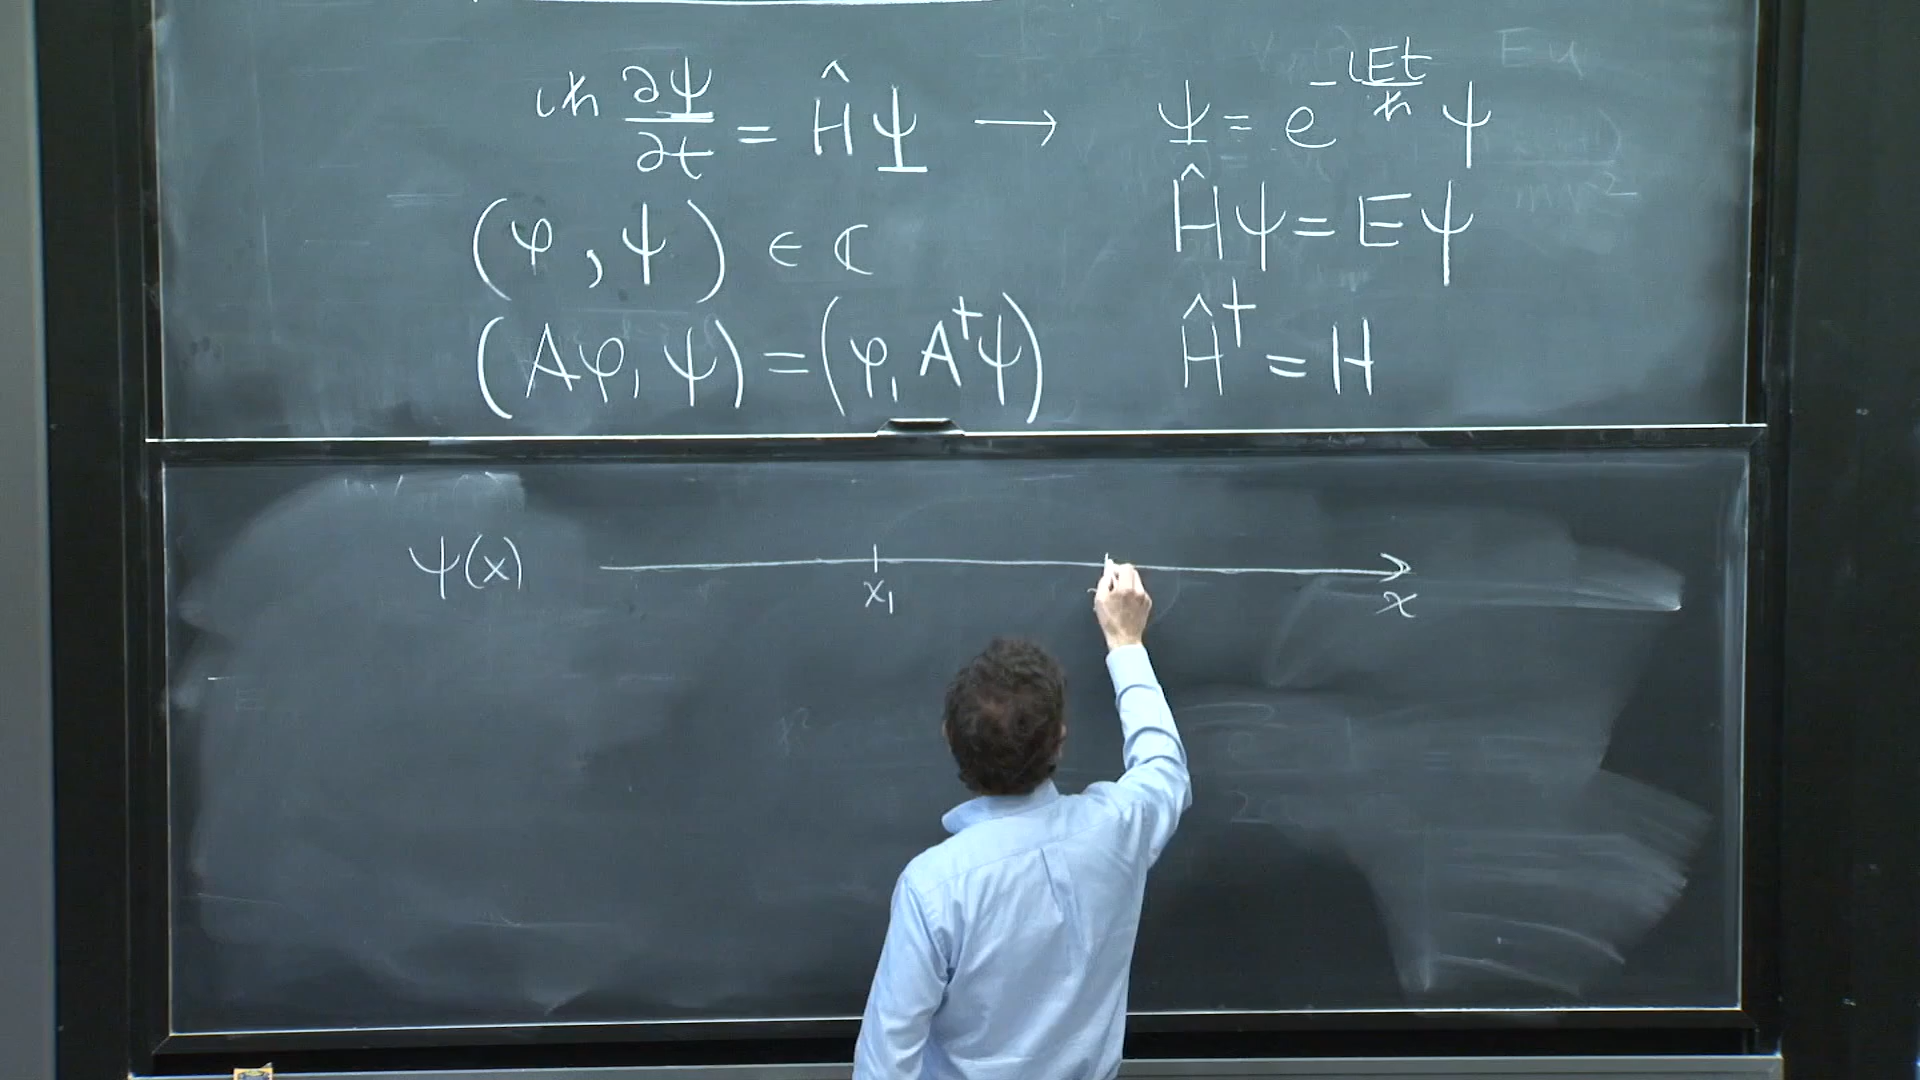 iħ ∂Ψ/∂t = ĤΨ → Ψ = e^(-iEt/ħ) ψ
Ĥψ = Eψ
(φ, ψ) ∈ ℂ
(Aφ, ψ) = (φ, A†ψ)
Ĥ† = H
ψ(x)
x₁
x